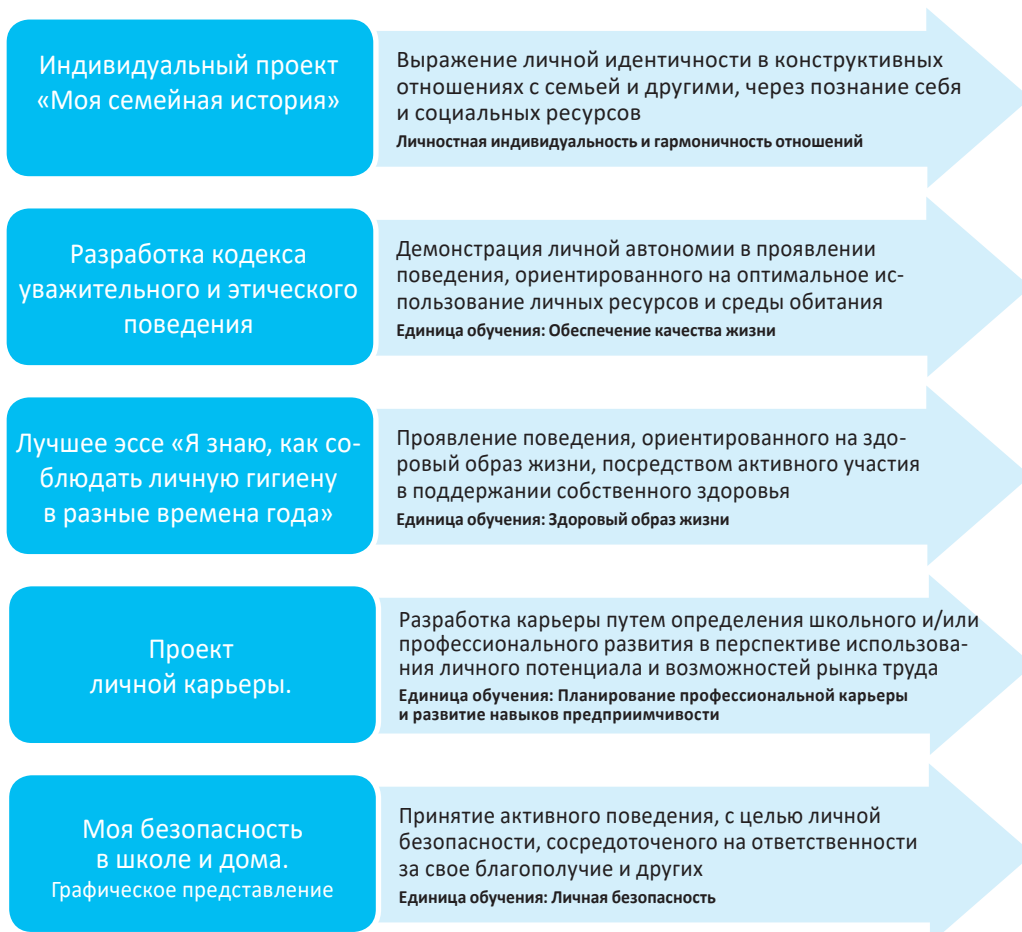 Индивидуальный проект
«Моя семейная история»
Выражение личной идентичности в конструктивных
отношениях с семьей и другими, через познание себя
и социальных ресурсов
Личностная индивидуальность и гармоничность отношений
Разработка кодекса
уважительного и этического
поведения
Демонстрация личной автономии в проявлении
поведения, ориентированного на оптимальное ис-
пользование личных ресурсов и среды обитания
Единица обучения: Обеспечение качества жизни
Лучшее эссе «Я знаю, как со-
блюдать личную гигиену
в разные времена года»
Проявление поведения, ориентированного на здо-
ровый образ жизни, посредством активного участия
в поддержании собственного здоровья
Единица обучения: Здоровый образ жизни
Проект
личной карьеры.
Разработка карьеры путем определения школьного и/или
профессионального развития в перспективе использова-
ния личного потенциала и возможностей рынка труда
Единица обучения: Планирование профессиональной карьеры
и развитие навыков предприимчивости
Моя безопасность
в школе и дома.
Графическое представление
Принятие активного поведения, с целью личной
безопасности, сосредоточеного на ответственности
за свое благополучие и других
Единица обучения: Личная безопасность